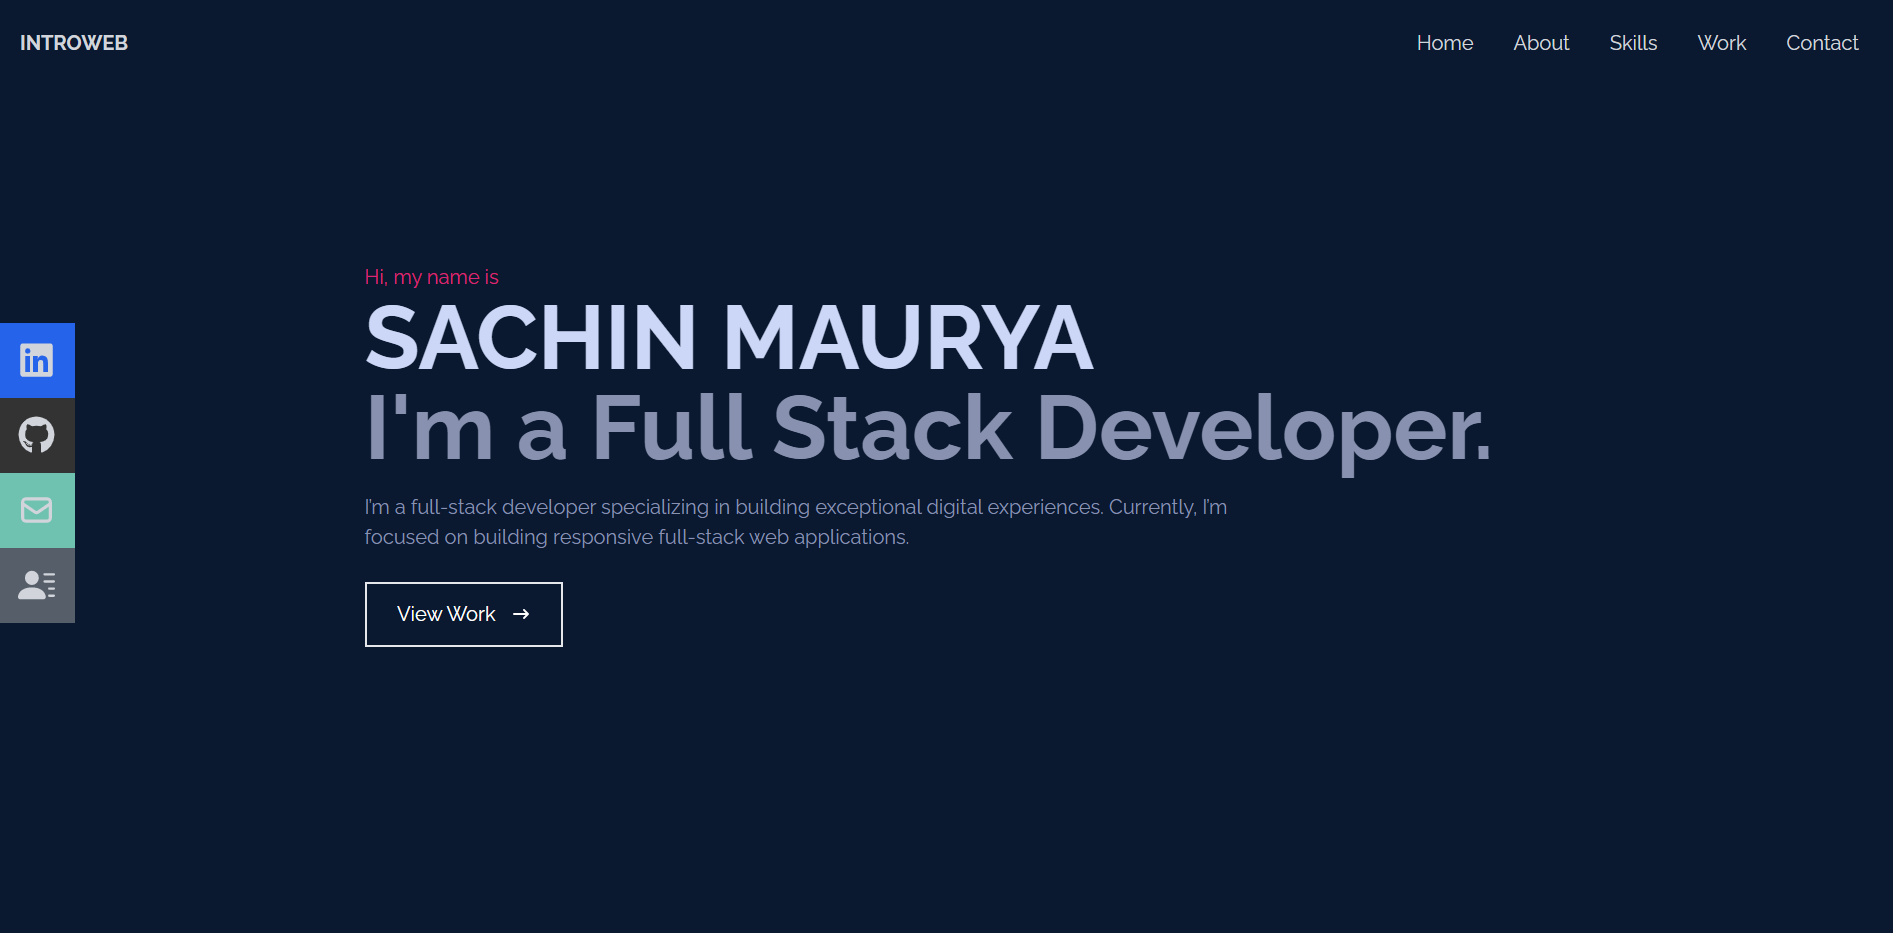 INTROWEB
Home About Skills Work Contact
Hi, my name is
SACHIN MAURYA
I'm a Full Stack Developer.
I'm a full-stack developer specializing in building exceptional digital experiences. Currently, I'm
focused on building responsive full-stack web applications.
in
View Work →